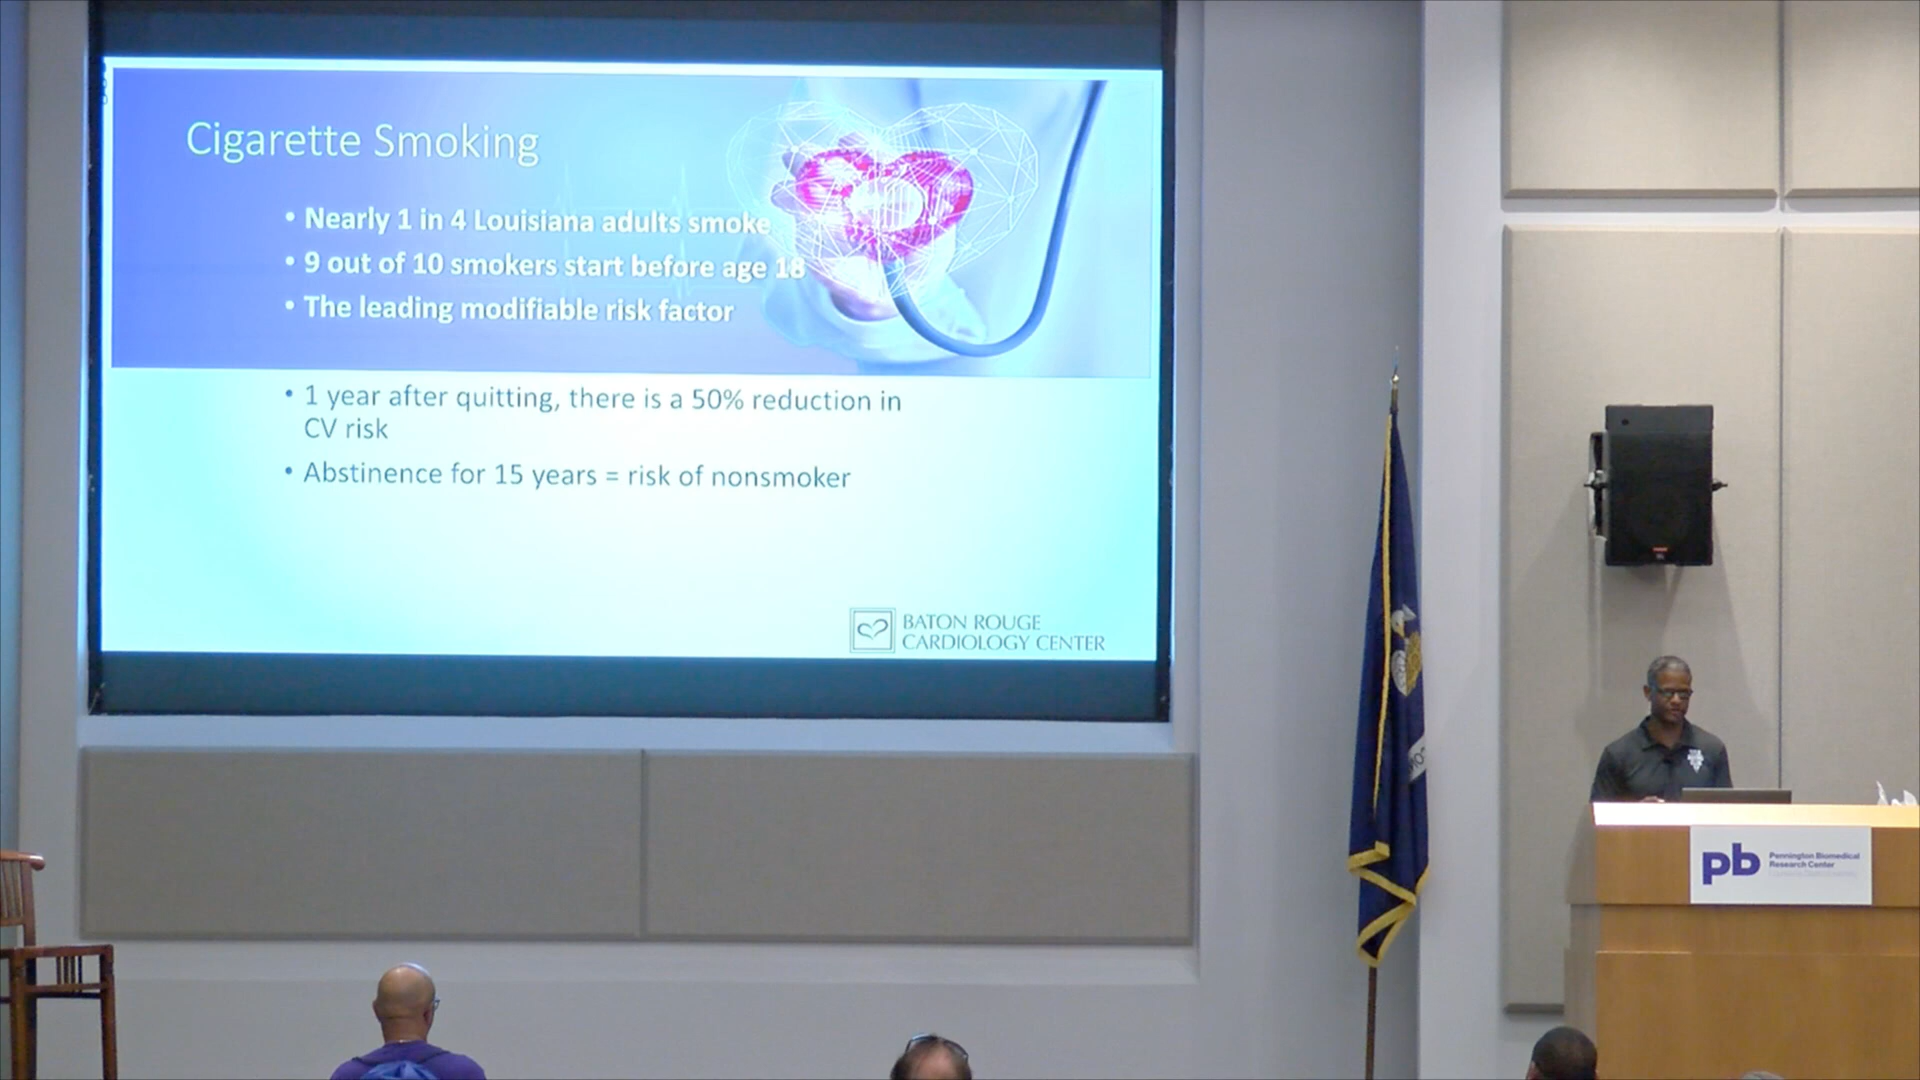 Cigarette Smoking
• Nearly 1 in 4 Louisiana adults smoke
• 9 out of 10 smokers start before age 18
• The leading modifiable risk factor
• 1 year after quitting, there is a 50% reduction in
CV risk
• Abstinence for 15 years = risk of nonsmoker
BATON ROUGE
CARDIOLOGY CENTER
pb
Pennington Biomedical
Research Center